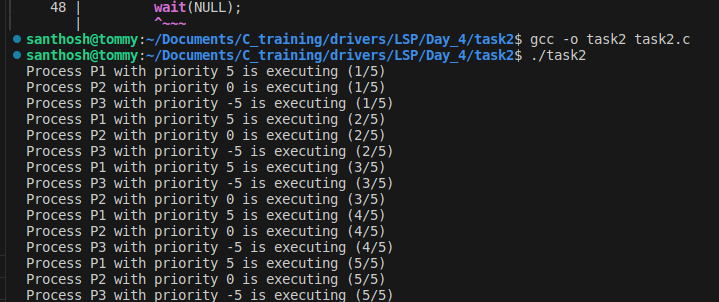 48 | wait(NULL);
| ^~~~
santhosh@tommy:~/Documents/C_training/drivers/LSP/Day_4/task2$ gcc -o task2 task2.c
santhosh@tommy:~/Documents/C_training/drivers/LSP/Day_4/task2$ ./task2
Process P1 with priority 5 is executing (1/5)
Process P2 with priority 0 is executing (1/5)
Process P3 with priority -5 is executing (1/5)
Process P1 with priority 5 is executing (2/5)
Process P2 with priority 0 is executing (2/5)
Process P3 with priority -5 is executing (2/5)
Process P1 with priority 5 is executing (3/5)
Process P3 with priority -5 is executing (3/5)
Process P2 with priority 0 is executing (3/5)
Process P1 with priority 5 is executing (4/5)
Process P2 with priority 0 is executing (4/5)
Process P3 with priority -5 is executing (4/5)
Process P1 with priority 5 is executing (5/5)
Process P2 with priority 0 is executing (5/5)
Process P3 with priority -5 is executing (5/5)